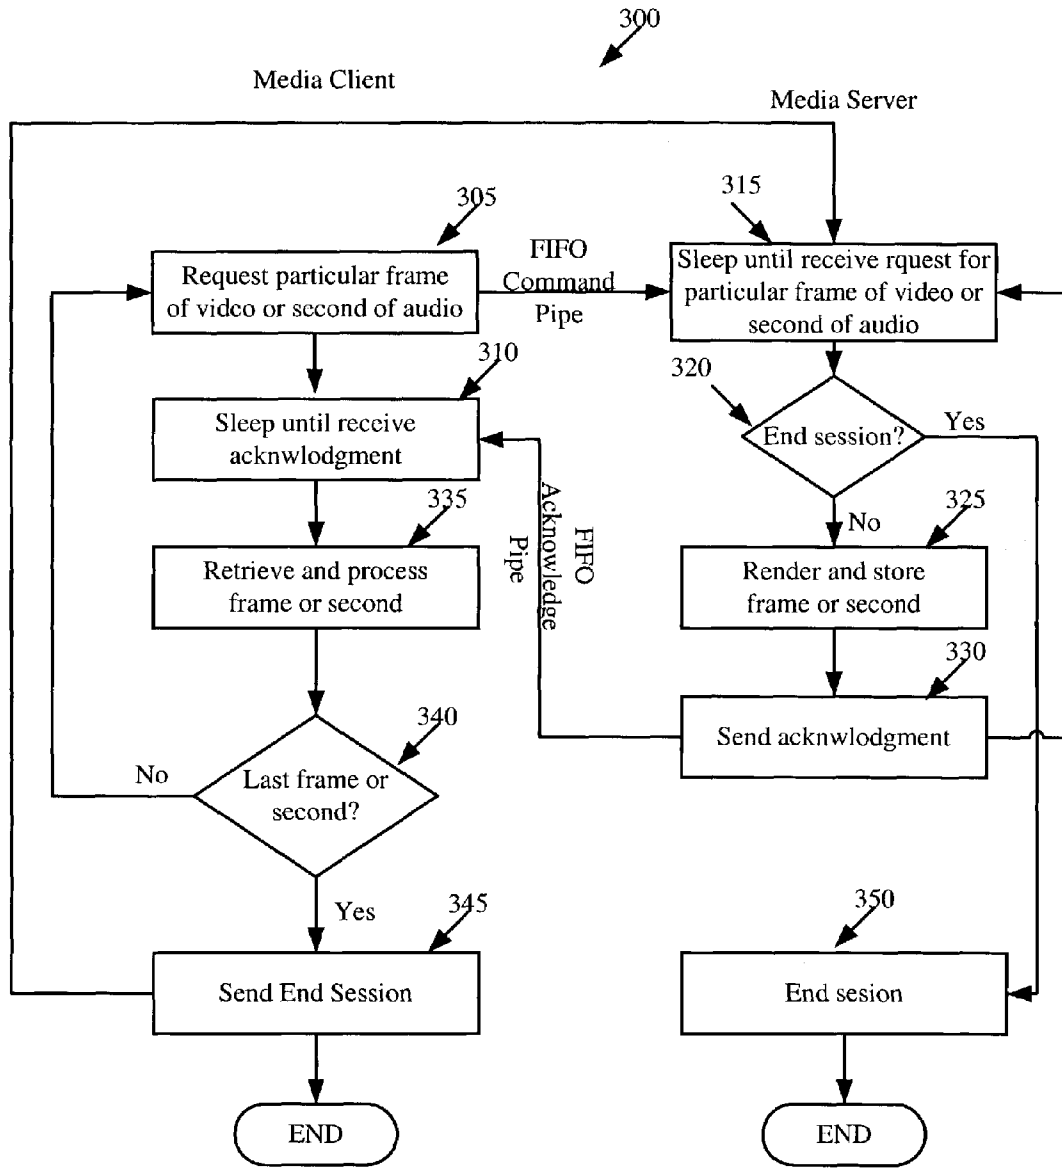 300
Media Client
Media Server
305
315
Request particular frame
of video or second of audio
FIFO
Command
Pipe
Sleep until receive rquest for
particular frame of video or
second of audio
310
320
Sleep until receive
acknwlodgment
End session?
Yes
335
FIFO
Acknowledge
Pipe
No
325
Retrieve and process
frame or second
Render and store
frame or second
330
340
Send acknwlodgment
No
Last frame or
second?
Yes
345
350
Send End Session
End sesion
END
END